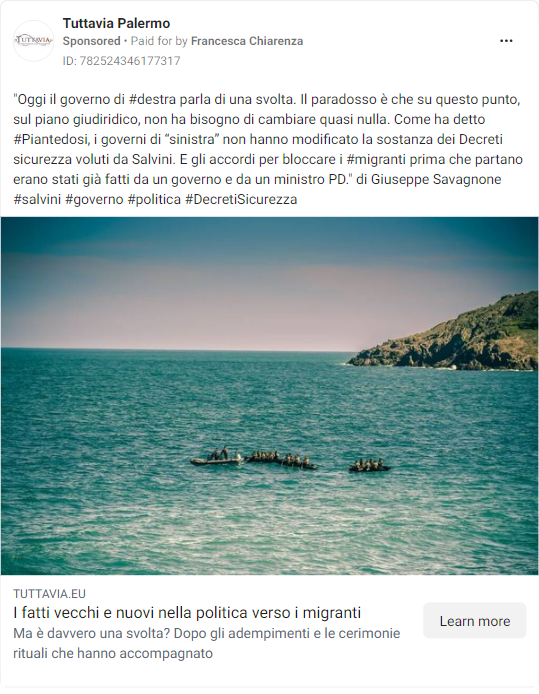 Tuttavia Palermo
Sponsored • Paid for by Francesca Chiarenza
ID: 782524346177317
TUTTAVIA
"Oggi il governo di #destra parla di una svolta. Il paradosso è che su questo punto,
sul piano giudiridico, non ha bisogno di cambiare quasi nulla. Come ha detto
#Piantedosi, i governi di “sinistra” non hanno modificato la sostanza dei Decreti
sicurezza voluti da Salvini. E gli accordi per bloccare i #migranti prima che partano
erano stati già fatti da un governo e da un ministro PD." di Giuseppe Savagnone
#salvini #governo #politica #DecretiSicurezza
TUTTAVIA.EU
I fatti vecchi e nuovi nella politica verso i migranti
Ma è davvero una svolta? Dopo gli adempimenti e le cerimonie
rituali che hanno accompagnato
Learn more